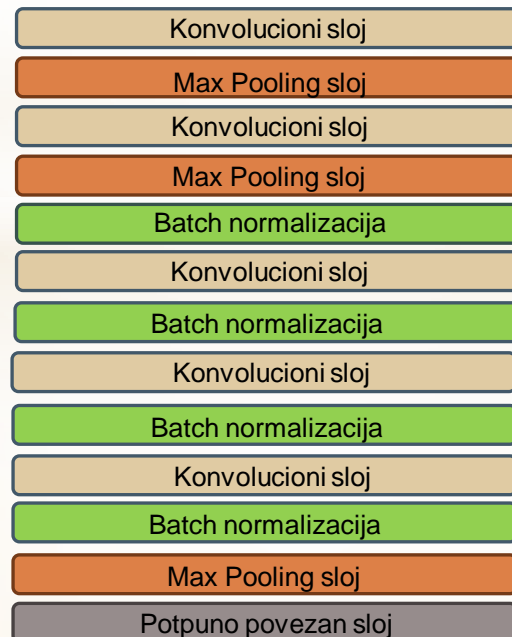 Konvolucioni sloj
Max Pooling sloj
Konvolucioni sloj
Max Pooling sloj
Batch normalizacija
Konvolucioni sloj
Batch normalizacija
Konvolucioni sloj
Batch normalizacija
Konvolucioni sloj
Batch normalizacija
Max Pooling sloj
Potpuno povezan sloj